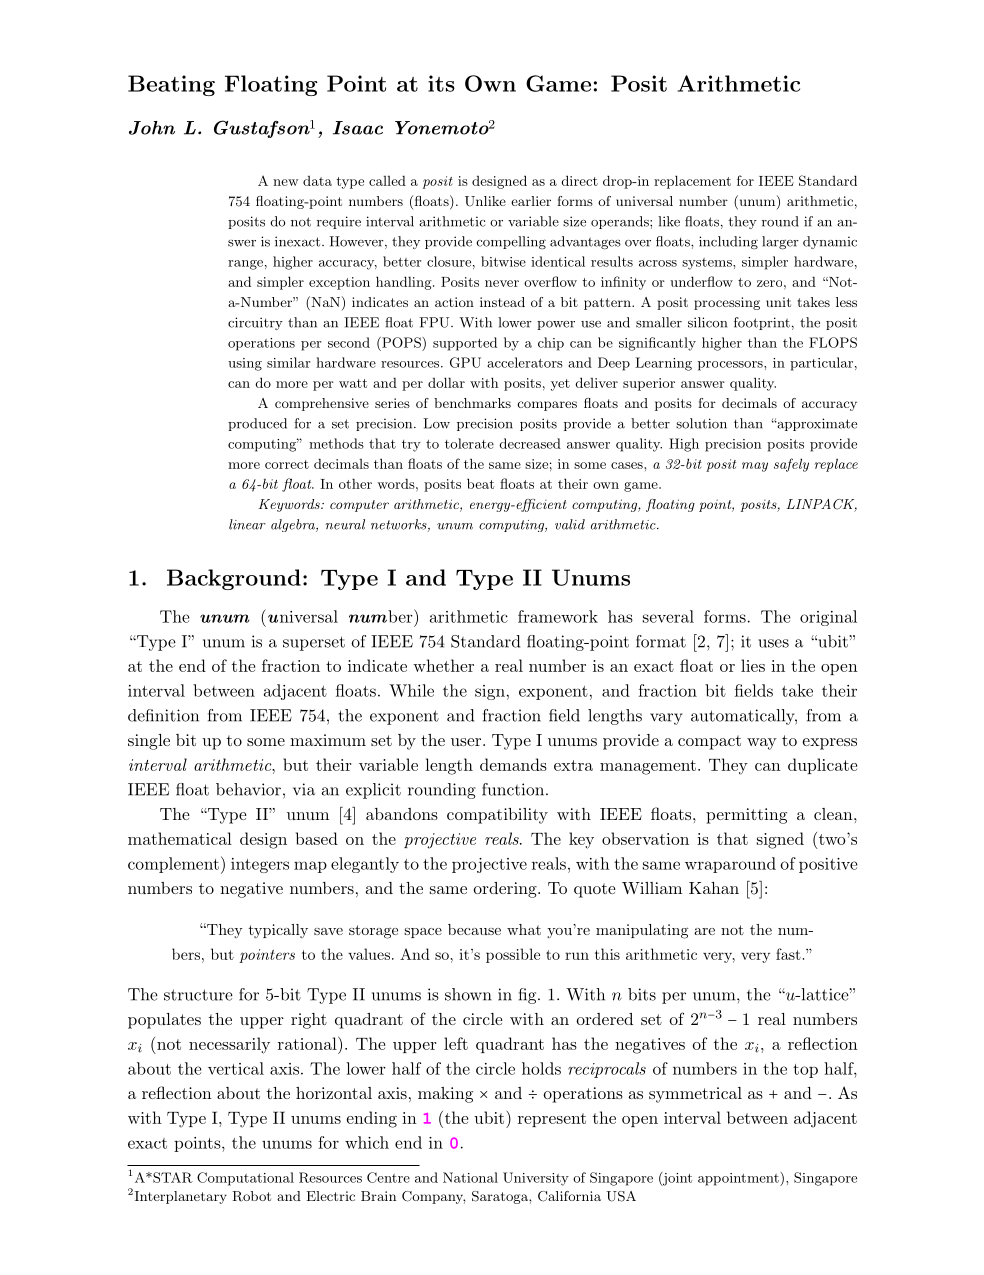 Beating Floating Point at its Own Game: Posit Arithmetic
John L. Gustafson¹, Isaac Yonemoto²
A new data type called a posit is designed as a direct drop-in replacement for IEEE Standard
754 floating-point numbers (floats). Unlike earlier forms of universal number (unum) arithmetic,
posits do not require interval arithmetic or variable size operands; like floats, they round if an an-
swer is inexact. However, they provide compelling advantages over floats, including larger dynamic
range, higher accuracy, better closure, bitwise identical results across systems, simpler hardware,
and simpler exception handling. Posits never overflow to infinity or underflow to zero, and “Not-
a-Number” (NaN) indicates an action instead of a bit pattern. A posit processing unit takes less
circuitry than an IEEE float FPU. With lower power use and smaller silicon footprint, the posit
operations per second (POPS) supported by a chip can be significantly higher than the FLOPS
using similar hardware resources. GPU accelerators and Deep Learning processors, in particular,
can do more per watt and per dollar with posits, yet deliver superior answer quality.
A comprehensive series of benchmarks compares floats and posits for decimals of accuracy
produced for a set precision. Low precision posits provide a better solution than “approximate
computing” methods that try to tolerate decreased answer quality. High precision posits provide
more correct decimals than floats of the same size; in some cases, a 32-bit posit may safely replace
a 64-bit float. In other words, posits beat floats at their own game.
Keywords: computer arithmetic, energy-efficient computing, floating point, posits, LINPACK,
linear algebra, neural networks, unum computing, valid arithmetic.
1. Background: Type I and Type II Unums
The unum (universal number) arithmetic framework has several forms. The original
“Type I” unum is a superset of IEEE 754 Standard floating-point format [2, 7]; it uses a “ubit”
at the end of the fraction to indicate whether a real number is an exact float or lies in the open
interval between adjacent floats. While the sign, exponent, and fraction bit fields take their
definition from IEEE 754, the exponent and fraction field lengths vary automatically, from a
single bit up to some maximum set by the user. Type I unums provide a compact way to express
interval arithmetic, but their variable length demands extra management. They can duplicate
IEEE float behavior, via an explicit rounding function.
The “Type II” unum [4] abandons compatibility with IEEE floats, permitting a clean,
mathematical design based on the projective reals. The key observation is that signed (two’s
complement) integers map elegantly to the projective reals, with the same wraparound of positive
numbers to negative numbers, and the same ordering. To quote William Kahan [5]:
“They typically save storage space because what you’re manipulating are not the num-
bers, but pointers to the values. And so, it’s possible to run this arithmetic very, very fast.”
The structure for 5-bit Type II unums is shown in fig. 1. With n bits per unum, the “u-lattice”
populates the upper right quadrant of the circle with an ordered set of 2ⁿ⁻³ − 1 real numbers
xᵢ (not necessarily rational). The upper left quadrant has the negatives of the xᵢ, a reflection
about the vertical axis. The lower half of the circle holds reciprocals of numbers in the top half,
a reflection about the horizontal axis, making × and ÷ operations as symmetrical as + and −. As
with Type I, Type II unums ending in 1 (the ubit) represent the open interval between adjacent
exact points, the unums for which end in 0.
¹A*STAR Computational Resources Centre and National University of Singapore (joint appointment), Singapore
²Interplanetary Robot and Electric Brain Company, Saratoga, California USA